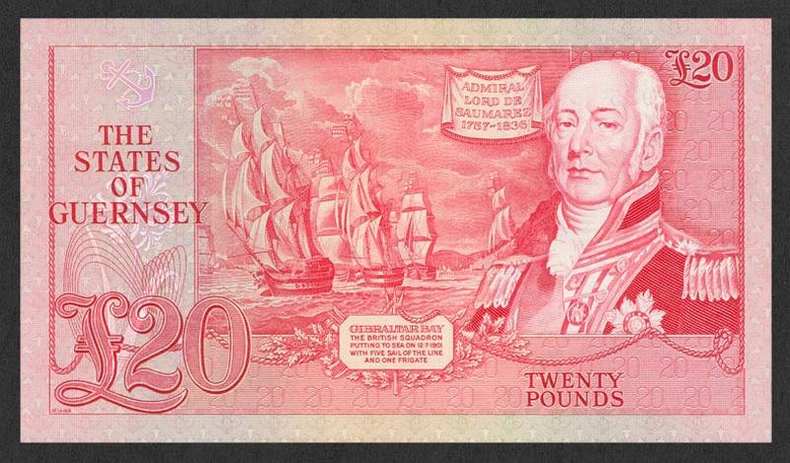 ADMIRAL
LORD DE
SAUMAREZ
1757-1836
£20
THE
STATES
OF
GUERNSEY
£20
GIBRALTAR BAY
THE BRITISH SQUADRON
PUTTING TO SEA ON 12·7·1801
WITH FIVE SAIL OF THE LINE
AND ONE FRIGATE
TWENTY
POUNDS